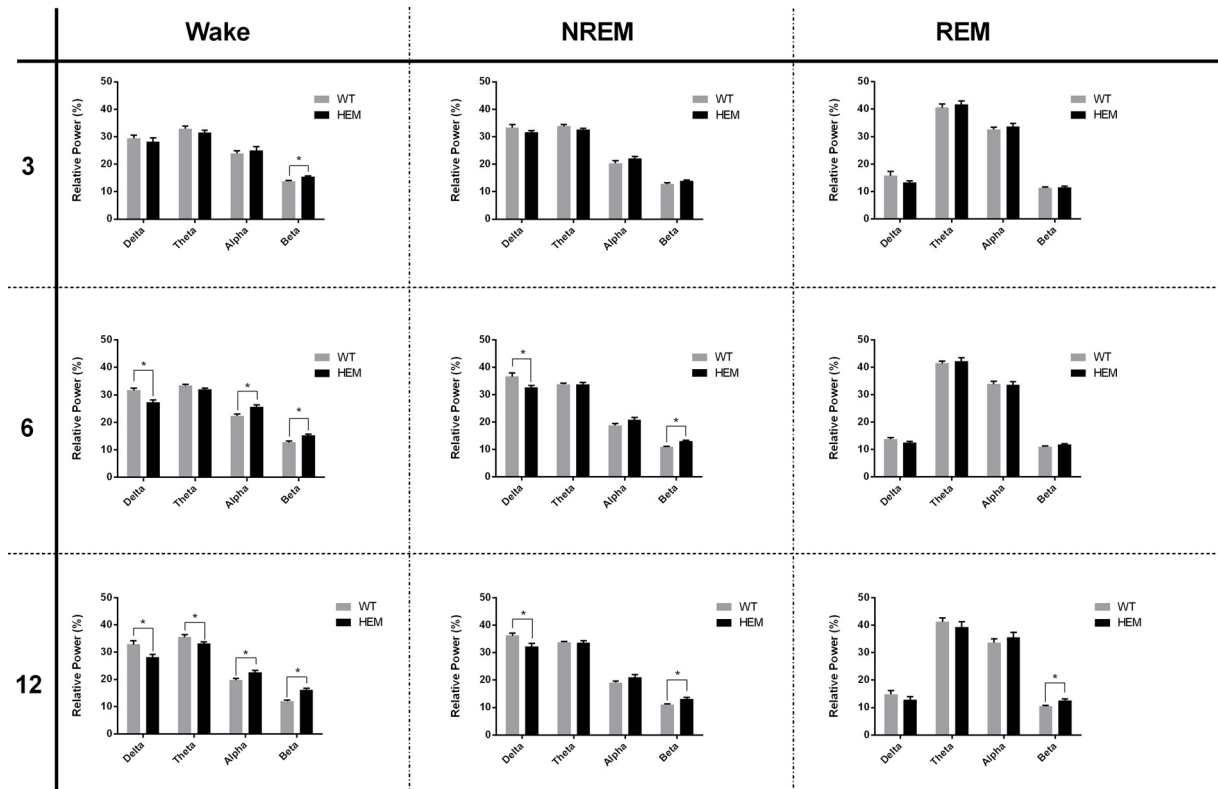 Wake NREM REM
3
Relative Power (%)
50
40
30
20
10
0
Delta Theta Alpha Beta
*
WT
HEM
Relative Power (%)
50
40
30
20
10
0
Delta Theta Alpha Beta
WT
HEM
Relative Power (%)
50
40
30
20
10
0
Delta Theta Alpha Beta
WT
HEM
6
Relative Power (%)
50
40
30
20
10
0
Delta Theta Alpha Beta
* * *
WT
HEM
Relative Power (%)
50
40
30
20
10
0
Delta Theta Alpha Beta
* *
WT
HEM
Relative Power (%)
50
40
30
20
10
0
Delta Theta Alpha Beta
WT
HEM
12
Relative Power (%)
50
40
30
20
10
0
Delta Theta Alpha Beta
* * * *
WT
HEM
Relative Power (%)
50
40
30
20
10
0
Delta Theta Alpha Beta
* *
WT
HEM
Relative Power (%)
50
40
30
20
10
0
Delta Theta Alpha Beta
*
WT
HEM